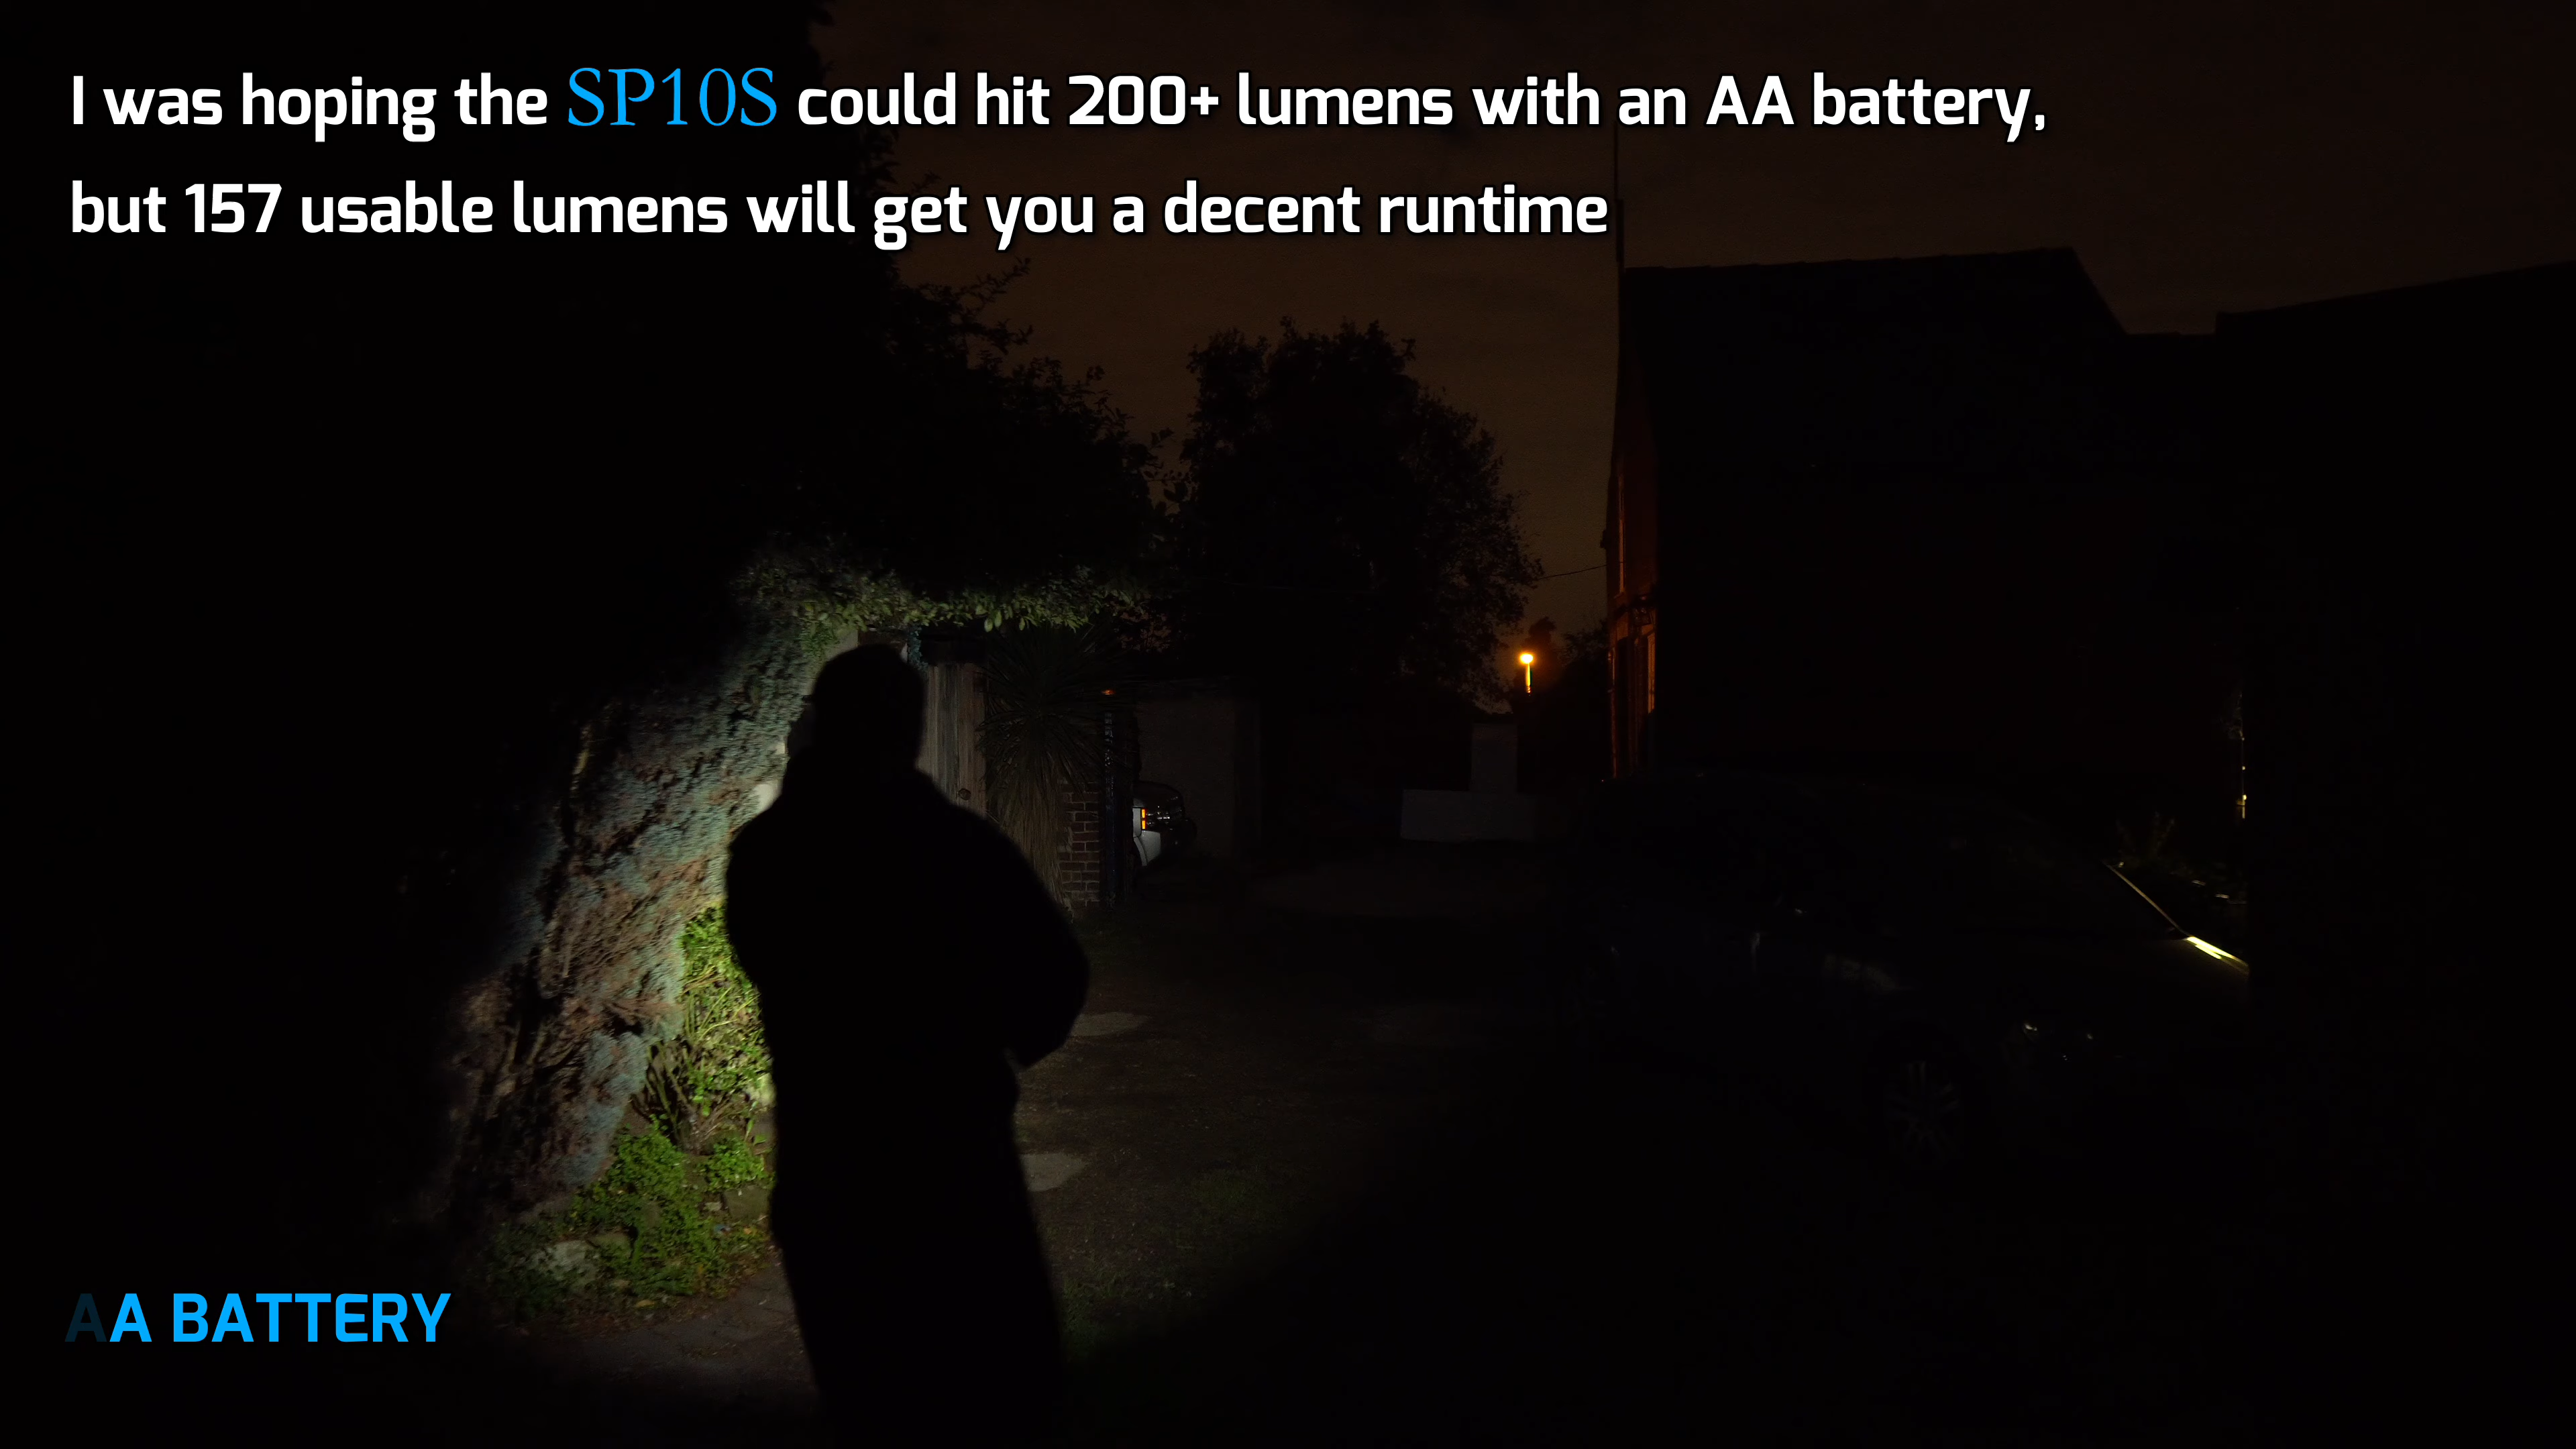 I was hoping the SP10S could hit 200+ lumens with an AA battery,
but 157 usable lumens will get you a decent runtime
AA BATTERY